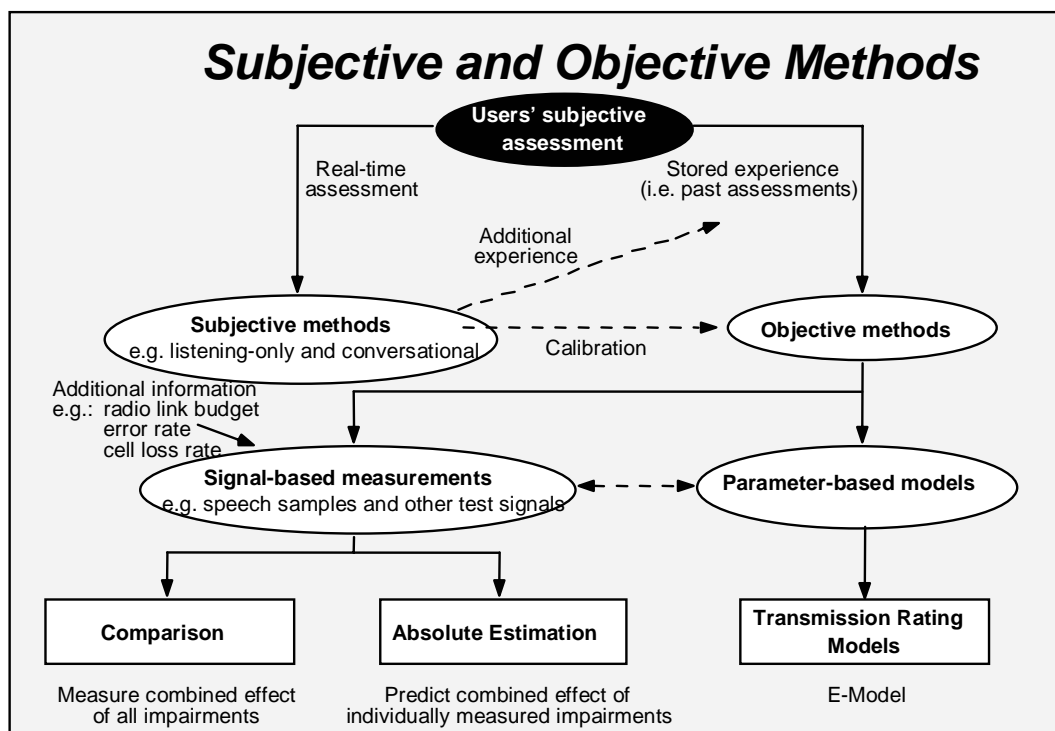 Subjective and Objective Methods
Users' subjective
assessment
Real-time
assessment
Stored experience
(i.e. past assessments)
Additional
experience
Subjective methods
e.g. listening-only and conversational
Calibration
Objective methods
Additional information
e.g.: radio link budget
error rate
cell loss rate
Signal-based measurements
e.g. speech samples and other test signals
Parameter-based models
Comparison
Absolute Estimation
Transmission Rating
Models
Measure combined effect
of all impairments
Predict combined effect of
individually measured impairments
E-Model